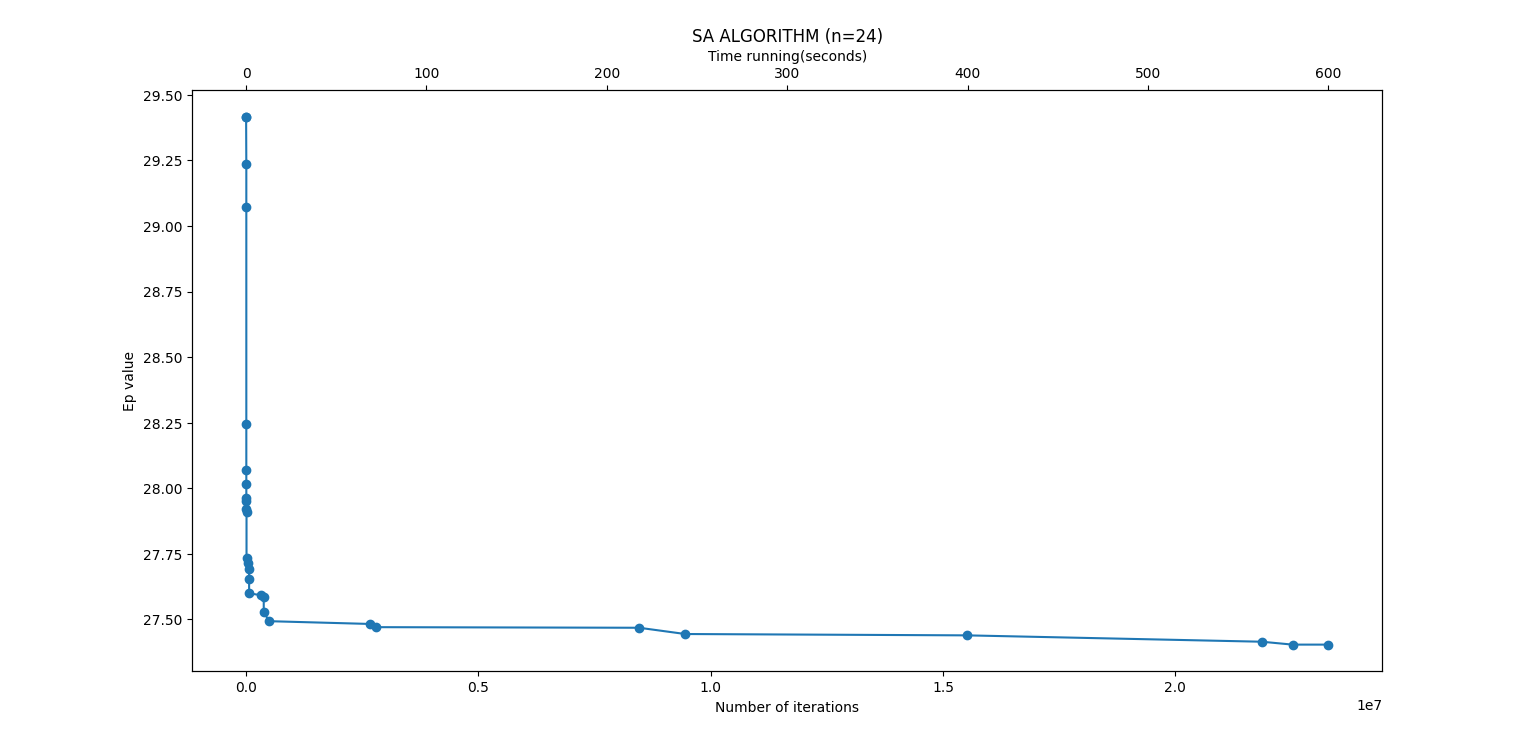 SA ALGORITHM (n=24)
Time running(seconds)
0 100 200 300 400 500 600
29.50
29.25
29.00
28.75
28.50
28.25
28.00
27.75
27.50
Ep value
0.0 0.5 1.0 1.5 2.0
1e7
Number of iterations